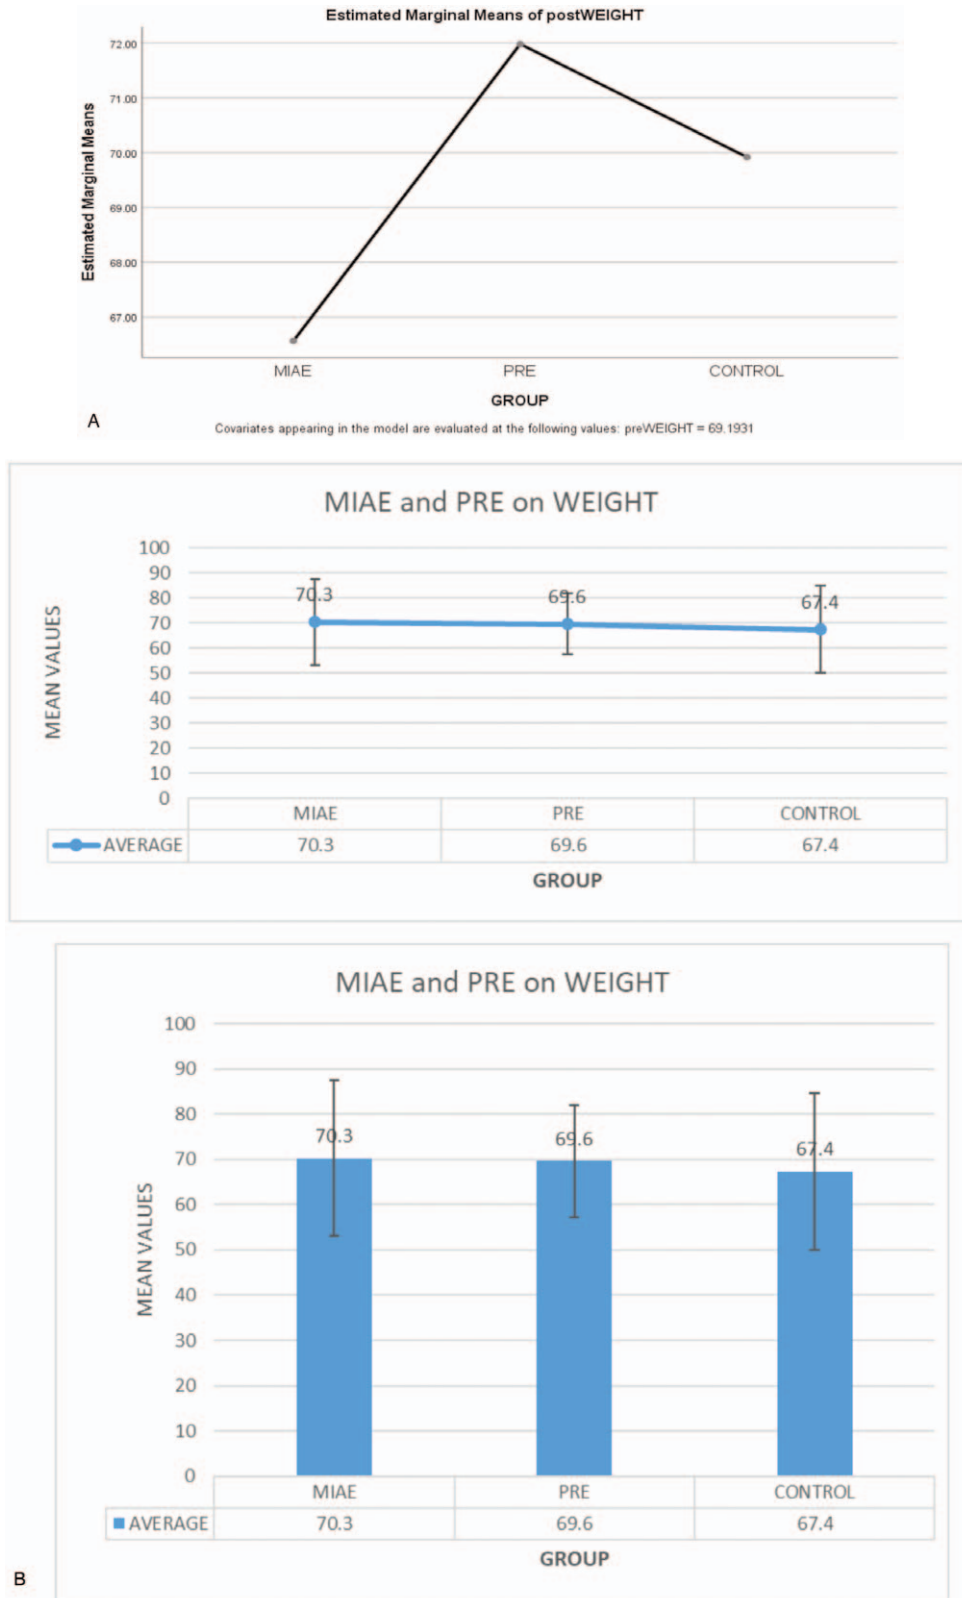 Estimated Marginal Means of postWEIGHT
72.00
71.00
70.00
69.00
68.00
67.00
Estimated Marginal Means
MIAE PRE CONTROL
GROUP
A
Covariates appearing in the model are evaluated at the following values: preWEIGHT = 69.1931
MIAE and PRE on WEIGHT
100
90
80
70
60
50
40
30
20
10
0
MEAN VALUES
70.3 69.6 67.4
MIAE PRE CONTROL
AVERAGE 70.3 69.6 67.4
GROUP
MIAE and PRE on WEIGHT
100
90
80
70
60
50
40
30
20
10
0
MEAN VALUES
70.3 69.6 67.4
MIAE PRE CONTROL
AVERAGE 70.3 69.6 67.4
GROUP
B